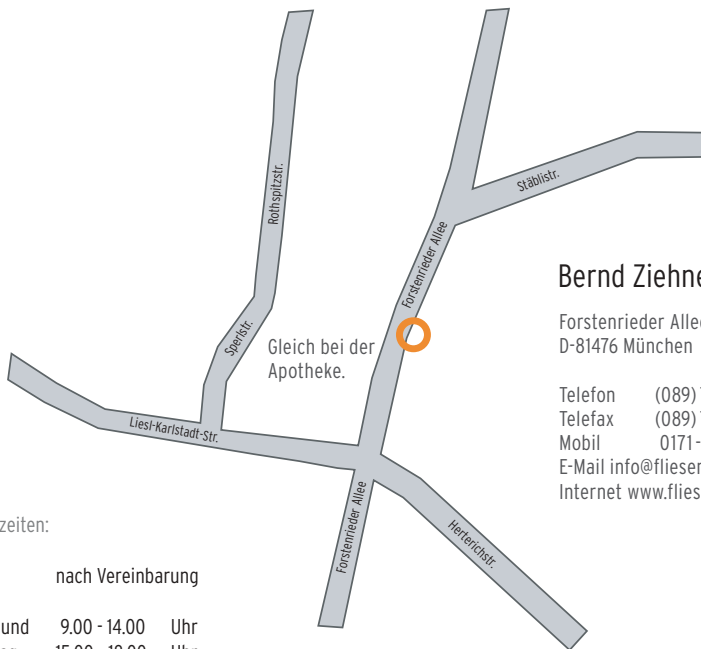 Rothspitzstr.
Stäblistr.
Forstenrieder Allee
Sperlstr.
Gleich bei der
Apotheke.
Liesl-Karlstadt-Str.
Forstenrieder Allee
Herterichstr.
Bernd Ziehne
Forstenrieder Allee
D-81476 München
Telefon (089)
Telefax (089)
Mobil 0171-
E-Mail info@fliesen
Internet www.flies
zeiten:
nach Vereinbarung
und 9.00 - 14.00 Uhr